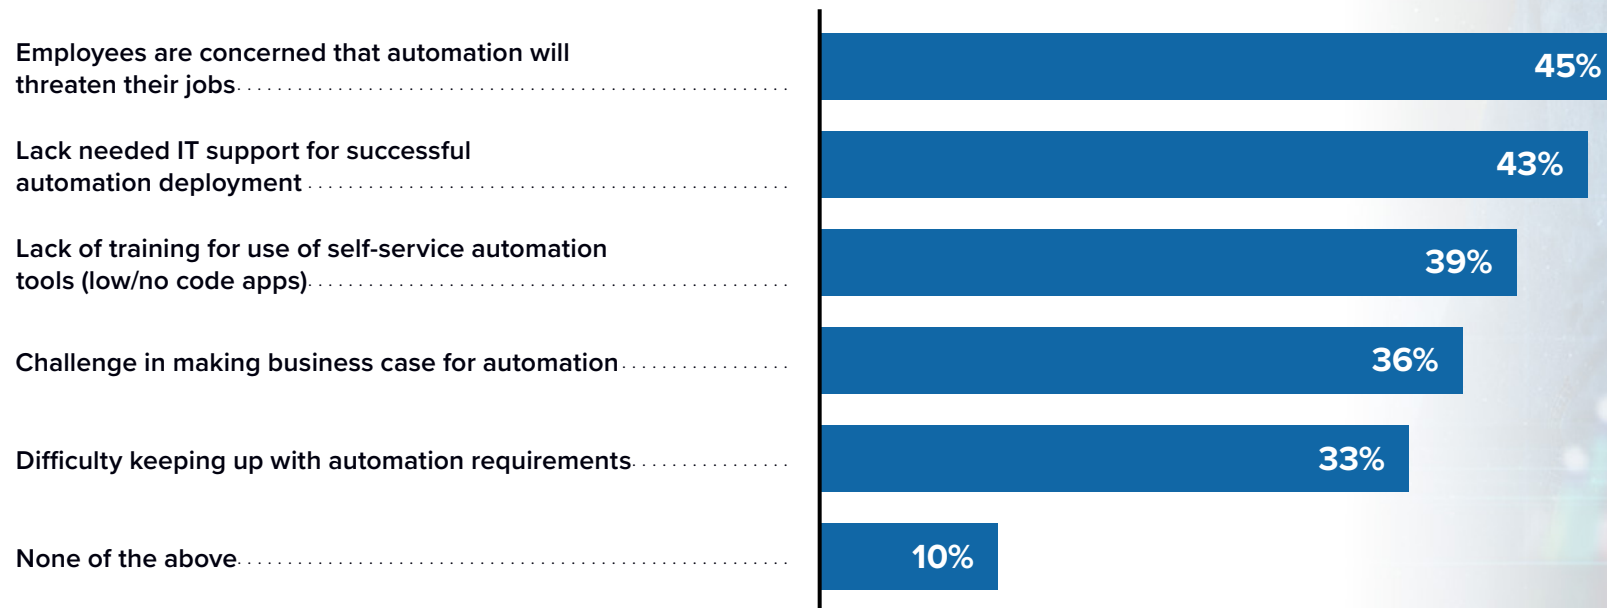 Employees are concerned that automation will
threaten their jobs
45%
Lack needed IT support for successful
automation deployment
43%
Lack of training for use of self-service automation
tools (low/no code apps)
39%
Challenge in making business case for automation
36%
Difficulty keeping up with automation requirements
33%
None of the above
10%